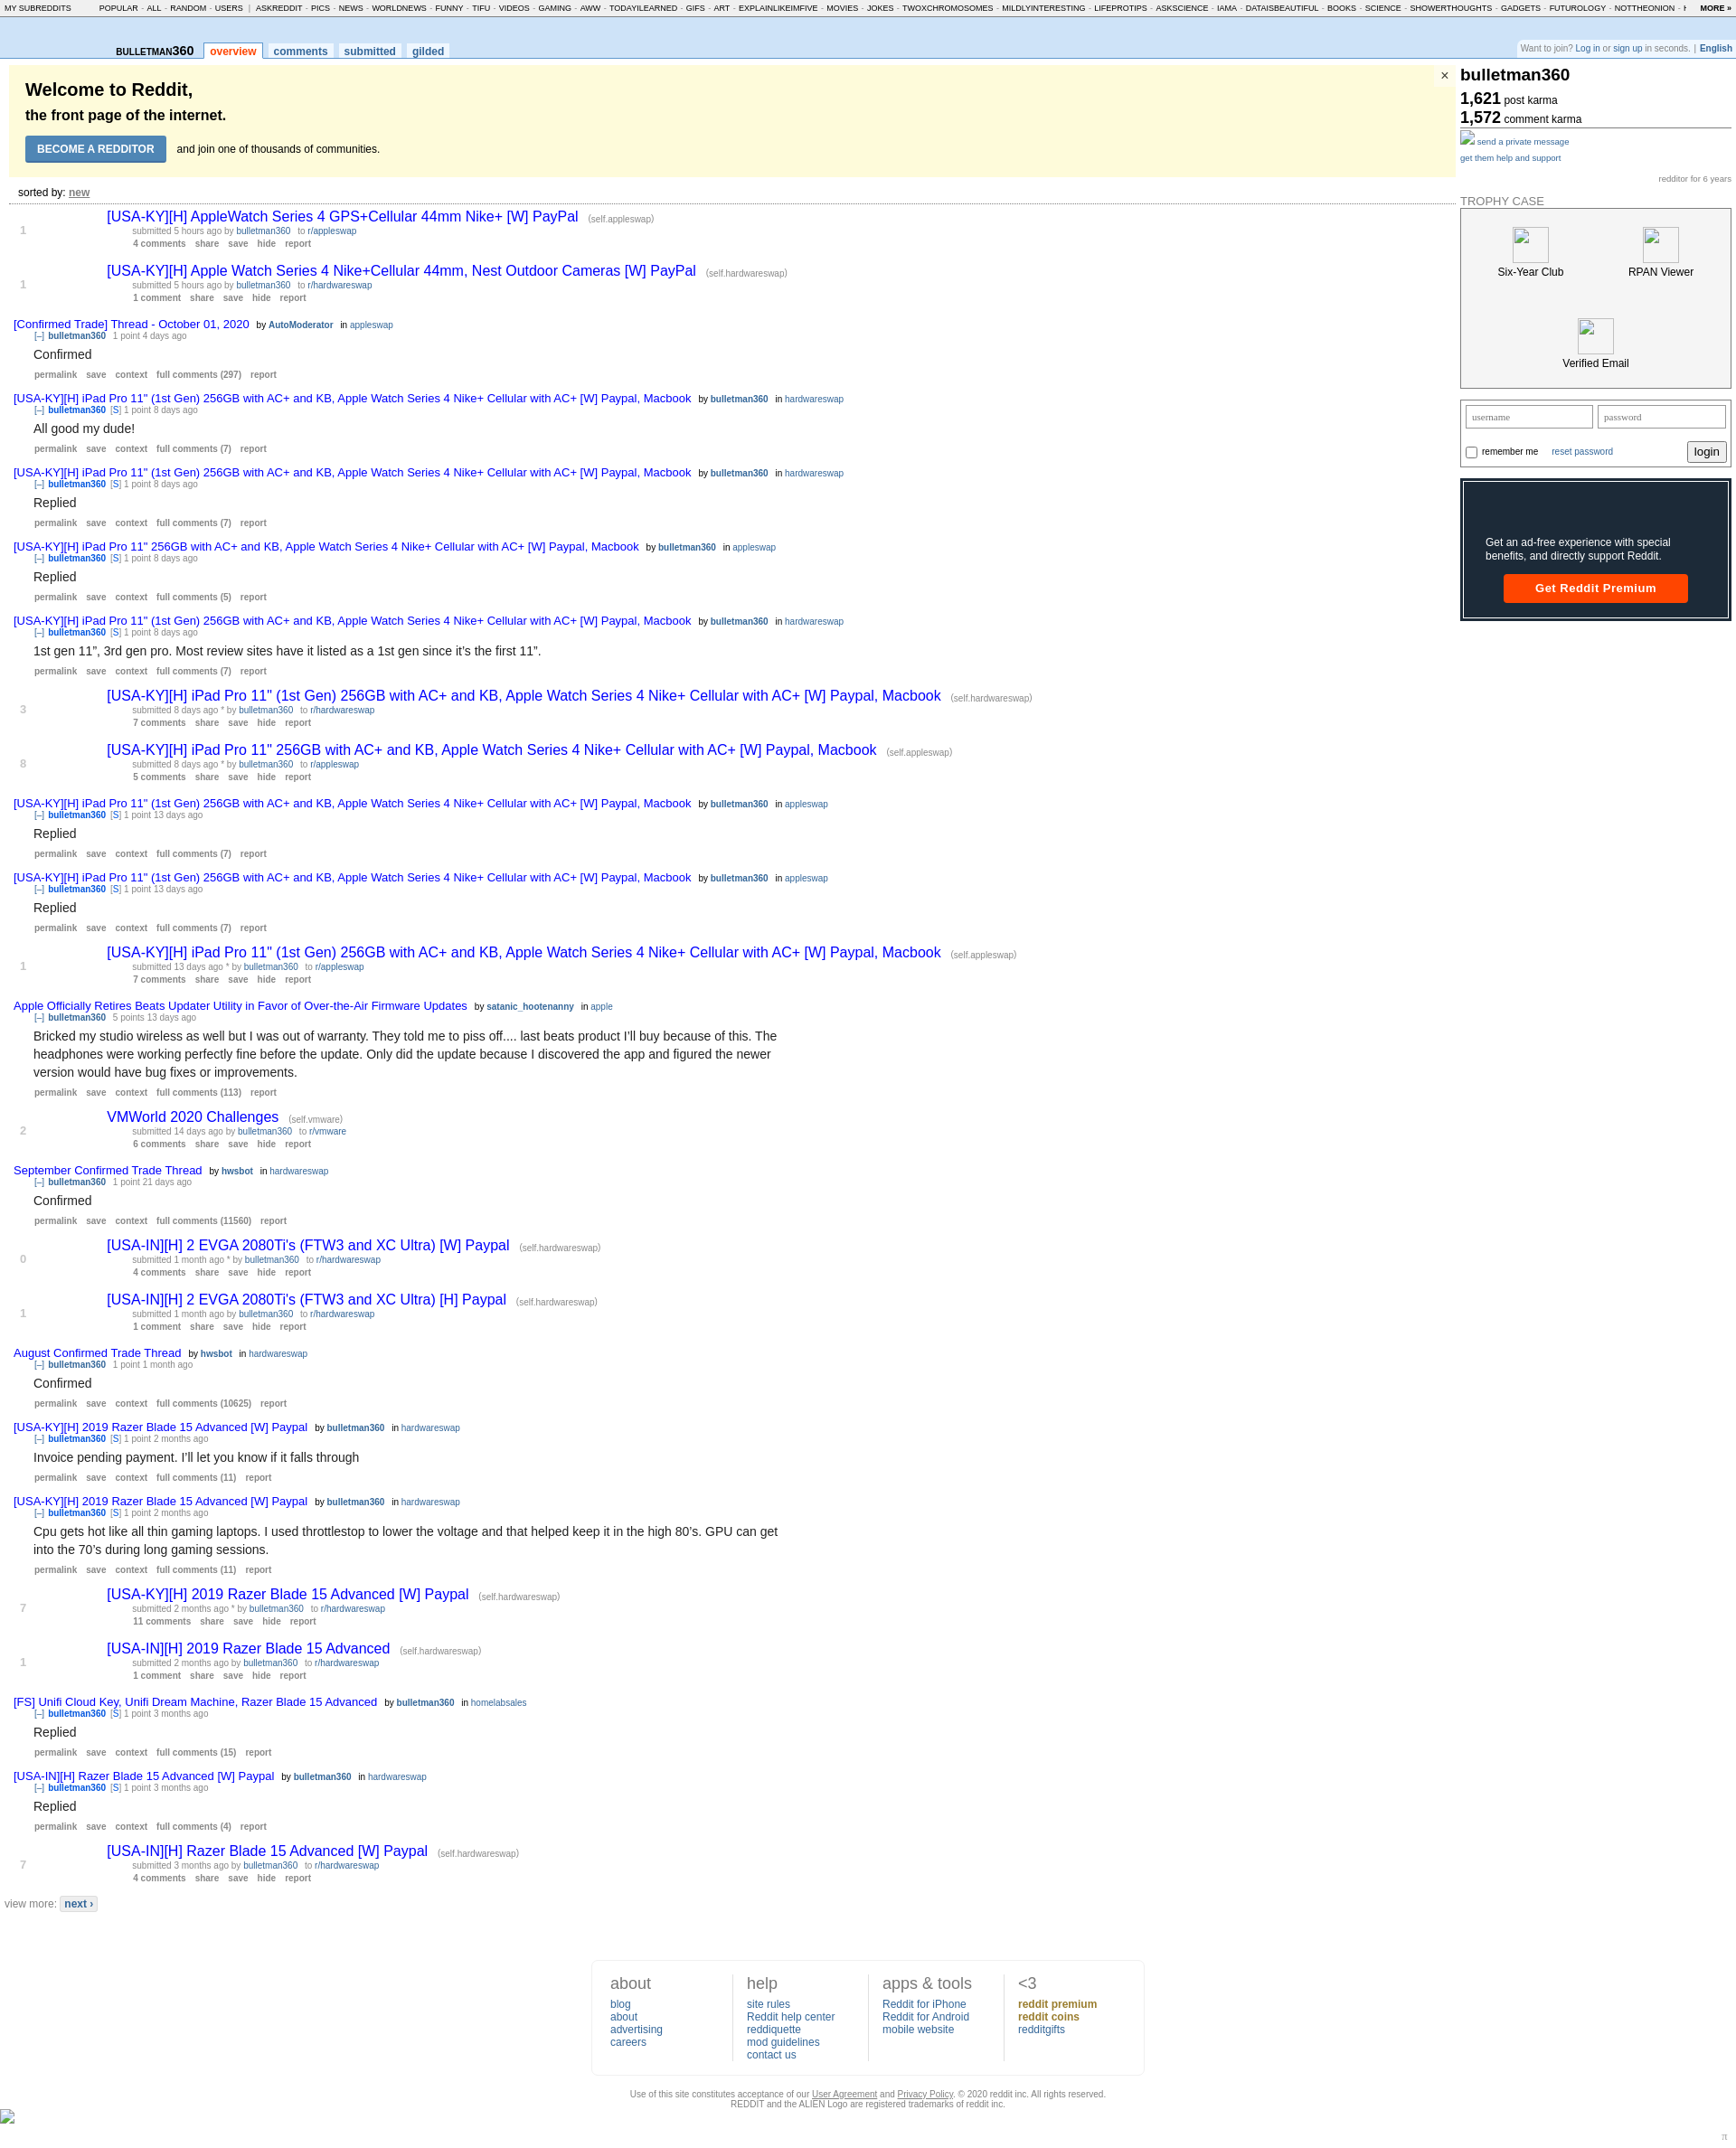 MY SUBREDDITS POPULAR - ALL - RANDOM - USERS | ASKREDDIT - PICS - NEWS - WORLDNEWS - FUNNY - TIFU - VIDEOS - GAMING - AWW - TODAYILEARNED - GIFS - ART - EXPLAINLIKEIMFIVE - MOVIES - JOKES - TWOXCHROMOSOMES - MILDLYINTERESTING - LIFEPROTIPS - ASKSCIENCE - IAMA - DATAISBEAUTIFUL - BOOKS - SCIENCE - SHOWERTHOUGHTS - GADGETS - FUTUROLOGY - NOTTHEONION - MORE »
BULLETMAN360 overview comments submitted gilded
Want to join? Log in or sign up in seconds. | English
Welcome to Reddit,
the front page of the internet.
BECOME A REDDITOR and join one of thousands of communities.
×
sorted by: new
1
[USA-KY][H] AppleWatch Series 4 GPS+Cellular 44mm Nike+ [W] PayPal (self.appleswap)
submitted 5 hours ago by bulletman360 to r/appleswap
4 comments share save hide report
1
[USA-KY][H] Apple Watch Series 4 Nike+Cellular 44mm, Nest Outdoor Cameras [W] PayPal (self.hardwareswap)
submitted 5 hours ago by bulletman360 to r/hardwareswap
1 comment share save hide report
[Confirmed Trade] Thread - October 01, 2020 by AutoModerator in appleswap
[–] bulletman360 1 point 4 days ago
Confirmed
permalink save context full comments (297) report
[USA-KY][H] iPad Pro 11" (1st Gen) 256GB with AC+ and KB, Apple Watch Series 4 Nike+ Cellular with AC+ [W] Paypal, Macbook by bulletman360 in hardwareswap
[–] bulletman360 [S] 1 point 8 days ago
All good my dude!
permalink save context full comments (7) report
[USA-KY][H] iPad Pro 11" (1st Gen) 256GB with AC+ and KB, Apple Watch Series 4 Nike+ Cellular with AC+ [W] Paypal, Macbook by bulletman360 in hardwareswap
[–] bulletman360 [S] 1 point 8 days ago
Replied
permalink save context full comments (7) report
[USA-KY][H] iPad Pro 11" 256GB with AC+ and KB, Apple Watch Series 4 Nike+ Cellular with AC+ [W] Paypal, Macbook by bulletman360 in appleswap
[–] bulletman360 [S] 1 point 8 days ago
Replied
permalink save context full comments (5) report
[USA-KY][H] iPad Pro 11" (1st Gen) 256GB with AC+ and KB, Apple Watch Series 4 Nike+ Cellular with AC+ [W] Paypal, Macbook by bulletman360 in hardwareswap
[–] bulletman360 [S] 1 point 8 days ago
1st gen 11”, 3rd gen pro. Most review sites have it listed as a 1st gen since it’s the first 11”.
permalink save context full comments (7) report
3
[USA-KY][H] iPad Pro 11" (1st Gen) 256GB with AC+ and KB, Apple Watch Series 4 Nike+ Cellular with AC+ [W] Paypal, Macbook (self.hardwareswap)
submitted 8 days ago * by bulletman360 to r/hardwareswap
7 comments share save hide report
8
[USA-KY][H] iPad Pro 11" 256GB with AC+ and KB, Apple Watch Series 4 Nike+ Cellular with AC+ [W] Paypal, Macbook (self.appleswap)
submitted 8 days ago * by bulletman360 to r/appleswap
5 comments share save hide report
[USA-KY][H] iPad Pro 11" (1st Gen) 256GB with AC+ and KB, Apple Watch Series 4 Nike+ Cellular with AC+ [W] Paypal, Macbook by bulletman360 in appleswap
[–] bulletman360 [S] 1 point 13 days ago
Replied
permalink save context full comments (7) report
[USA-KY][H] iPad Pro 11" (1st Gen) 256GB with AC+ and KB, Apple Watch Series 4 Nike+ Cellular with AC+ [W] Paypal, Macbook by bulletman360 in appleswap
[–] bulletman360 [S] 1 point 13 days ago
Replied
permalink save context full comments (7) report
1
[USA-KY][H] iPad Pro 11" (1st Gen) 256GB with AC+ and KB, Apple Watch Series 4 Nike+ Cellular with AC+ [W] Paypal, Macbook (self.appleswap)
submitted 13 days ago * by bulletman360 to r/appleswap
7 comments share save hide report
Apple Officially Retires Beats Updater Utility in Favor of Over-the-Air Firmware Updates by satanic_hootenanny in apple
[–] bulletman360 5 points 13 days ago
Bricked my studio wireless as well but I was out of warranty. They told me to piss off.... last beats product I’ll buy because of this. The
headphones were working perfectly fine before the update. Only did the update because I discovered the app and figured the newer
version would have bug fixes or improvements.
permalink save context full comments (113) report
2
VMWorld 2020 Challenges (self.vmware)
submitted 14 days ago by bulletman360 to r/vmware
6 comments share save hide report
September Confirmed Trade Thread by hwsbot in hardwareswap
[–] bulletman360 1 point 21 days ago
Confirmed
permalink save context full comments (11560) report
0
[USA-IN][H] 2 EVGA 2080Ti's (FTW3 and XC Ultra) [W] Paypal (self.hardwareswap)
submitted 1 month ago * by bulletman360 to r/hardwareswap
4 comments share save hide report
1
[USA-IN][H] 2 EVGA 2080Ti's (FTW3 and XC Ultra) [H] Paypal (self.hardwareswap)
submitted 1 month ago by bulletman360 to r/hardwareswap
1 comment share save hide report
August Confirmed Trade Thread by hwsbot in hardwareswap
[–] bulletman360 1 point 1 month ago
Confirmed
permalink save context full comments (10625) report
[USA-KY][H] 2019 Razer Blade 15 Advanced [W] Paypal by bulletman360 in hardwareswap
[–] bulletman360 [S] 1 point 2 months ago
Invoice pending payment. I’ll let you know if it falls through
permalink save context full comments (11) report
[USA-KY][H] 2019 Razer Blade 15 Advanced [W] Paypal by bulletman360 in hardwareswap
[–] bulletman360 [S] 1 point 2 months ago
Cpu gets hot like all thin gaming laptops. I used throttlestop to lower the voltage and that helped keep it in the high 80’s. GPU can get
into the 70’s during long gaming sessions.
permalink save context full comments (11) report
7
[USA-KY][H] 2019 Razer Blade 15 Advanced [W] Paypal (self.hardwareswap)
submitted 2 months ago * by bulletman360 to r/hardwareswap
11 comments share save hide report
1
[USA-IN][H] 2019 Razer Blade 15 Advanced (self.hardwareswap)
submitted 2 months ago by bulletman360 to r/hardwareswap
1 comment share save hide report
[FS] Unifi Cloud Key, Unifi Dream Machine, Razer Blade 15 Advanced by bulletman360 in homelabsales
[–] bulletman360 [S] 1 point 3 months ago
Replied
permalink save context full comments (15) report
[USA-IN][H] Razer Blade 15 Advanced [W] Paypal by bulletman360 in hardwareswap
[–] bulletman360 [S] 1 point 3 months ago
Replied
permalink save context full comments (4) report
7
[USA-IN][H] Razer Blade 15 Advanced [W] Paypal (self.hardwareswap)
submitted 3 months ago by bulletman360 to r/hardwareswap
4 comments share save hide report
view more: next ›
bulletman360
1,621 post karma
1,572 comment karma
send a private message
get them help and support
redditor for 6 years
TROPHY CASE
Six-Year Club RPAN Viewer
Verified Email
username password
remember me reset password login
Get an ad-free experience with special
benefits, and directly support Reddit.
Get Reddit Premium
about
blog
about
advertising
careers
help
site rules
Reddit help center
reddiquette
mod guidelines
contact us
apps & tools
Reddit for iPhone
Reddit for Android
mobile website
<3
reddit premium
reddit coins
redditgifts
Use of this site constitutes acceptance of our User Agreement and Privacy Policy. © 2020 reddit inc. All rights reserved.
REDDIT and the ALIEN Logo are registered trademarks of reddit inc.
π